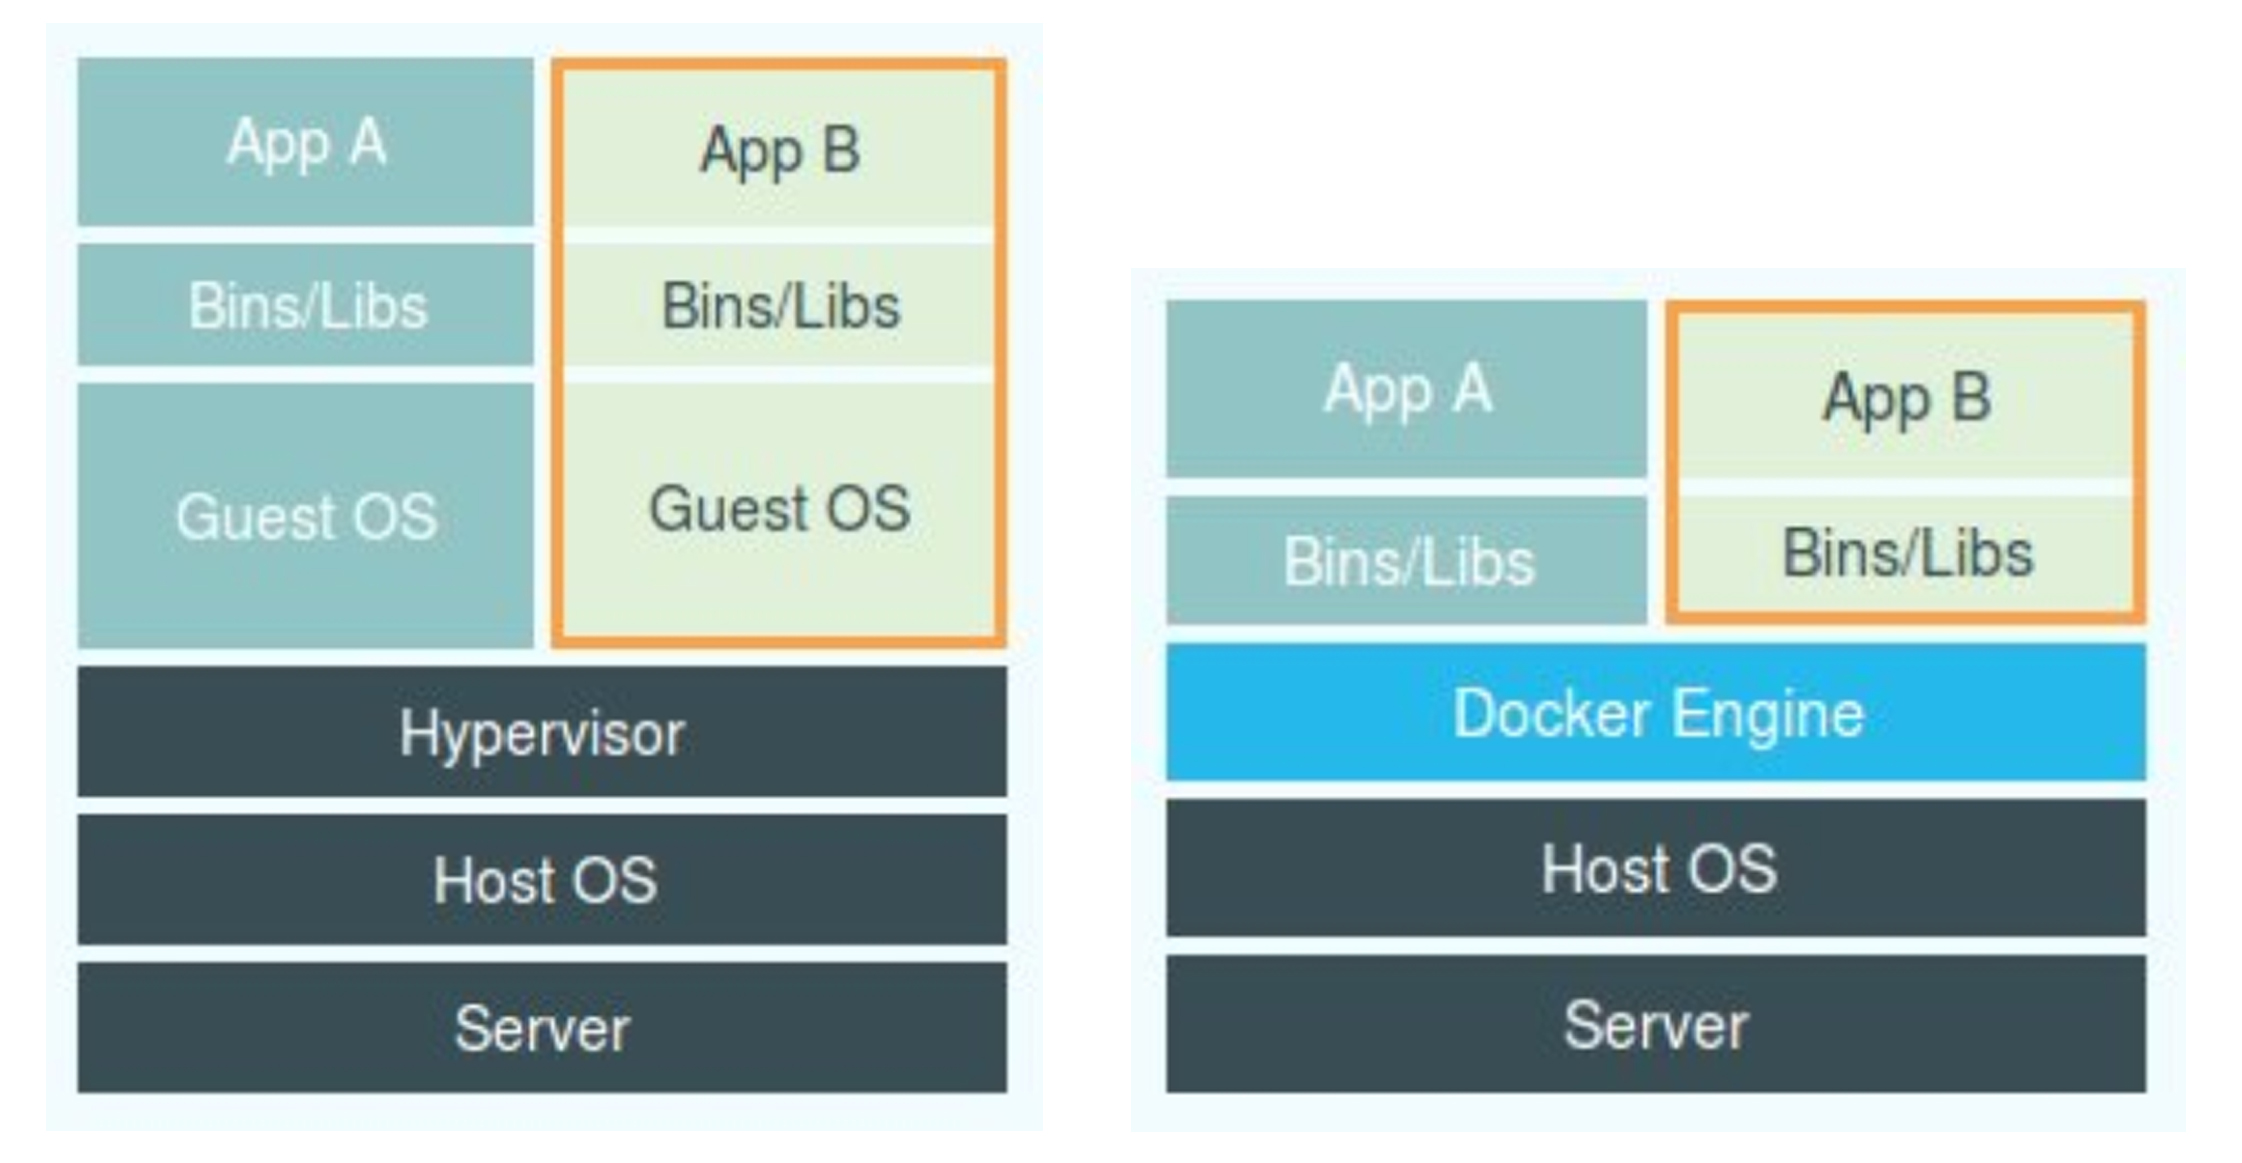 App A
App B
Bins/Libs
Bins/Libs
Guest OS
Guest OS
Hypervisor
Host OS
Server
App A
App B
Bins/Libs
Bins/Libs
Docker Engine
Host OS
Server